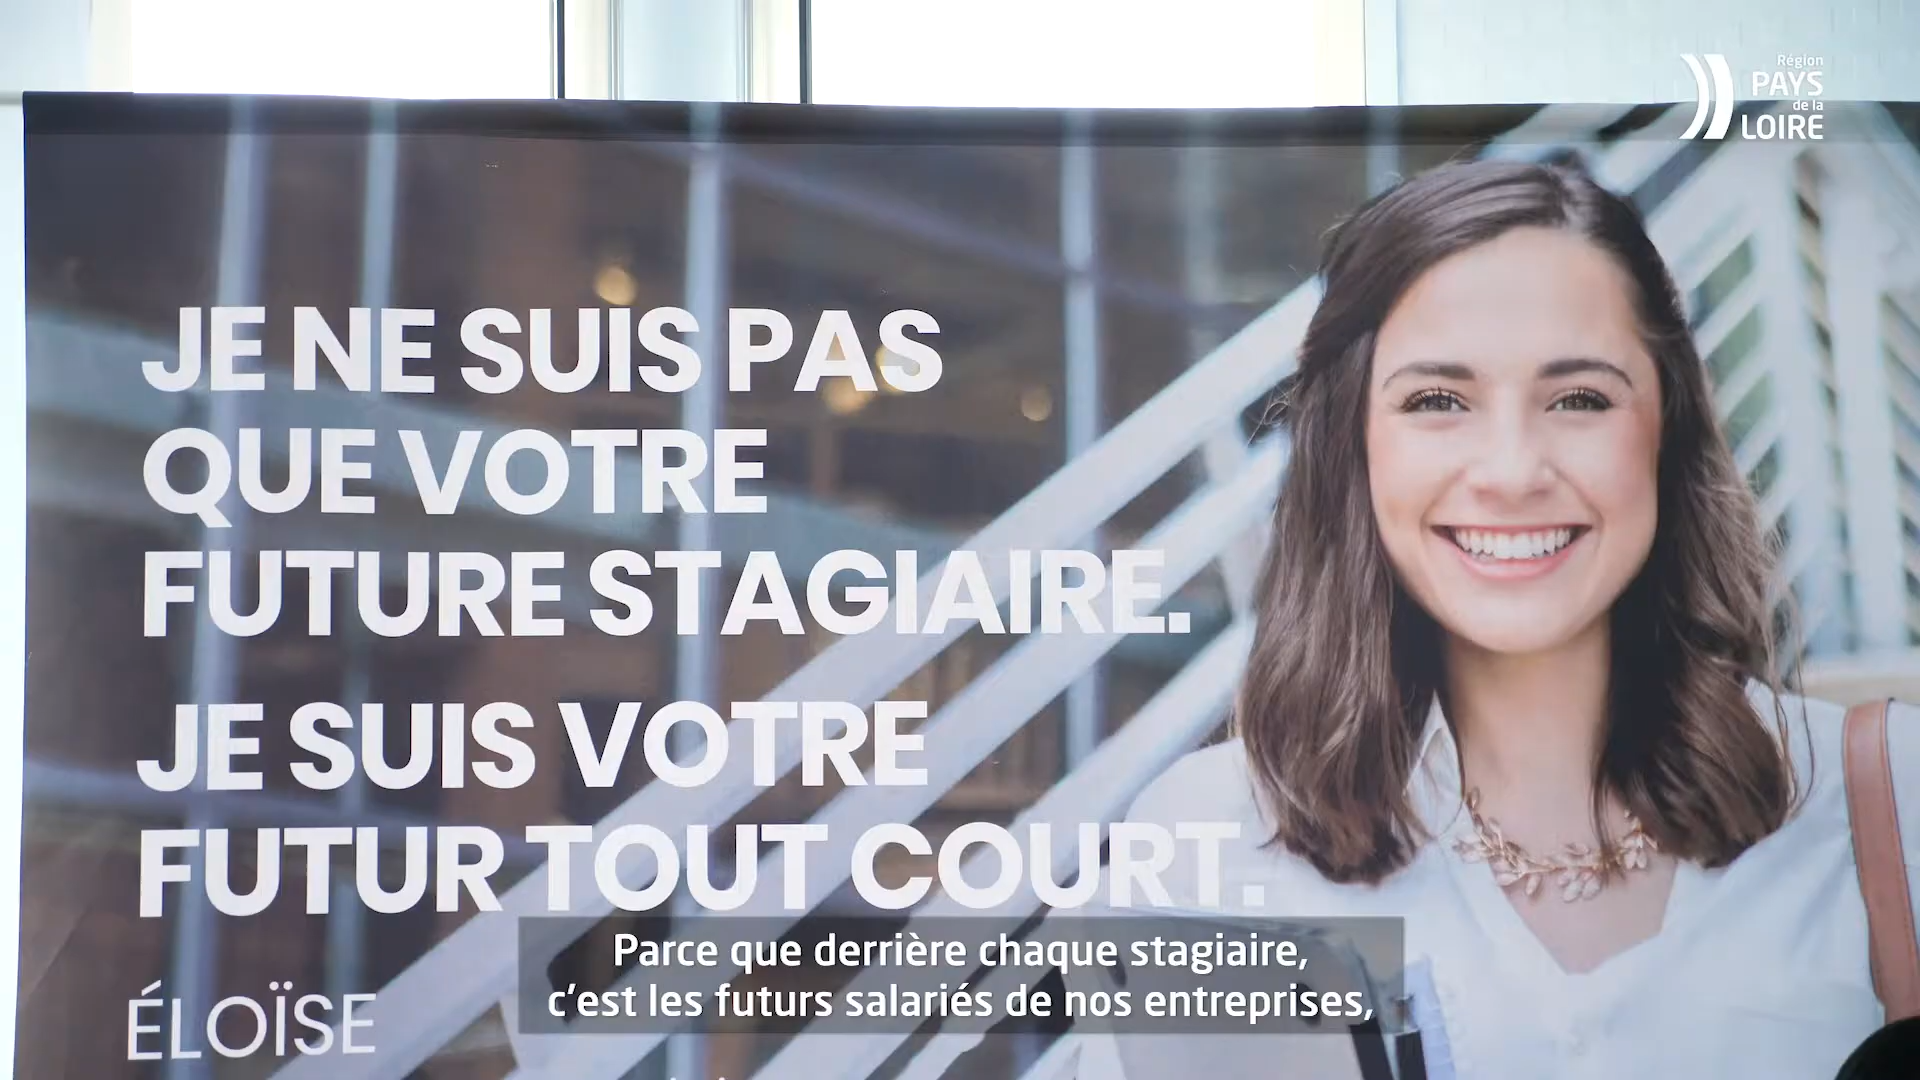 Région
PAYS
de la
LOIRE
JE NE SUIS PAS
QUE VOTRE
FUTURE STAGIAIRE.
JE SUIS VOTRE
FUTUR TOUT COURT.
ÉLOÏSE
Parce que derrière chaque stagiaire,
c'est les futurs salariés de nos entreprises,